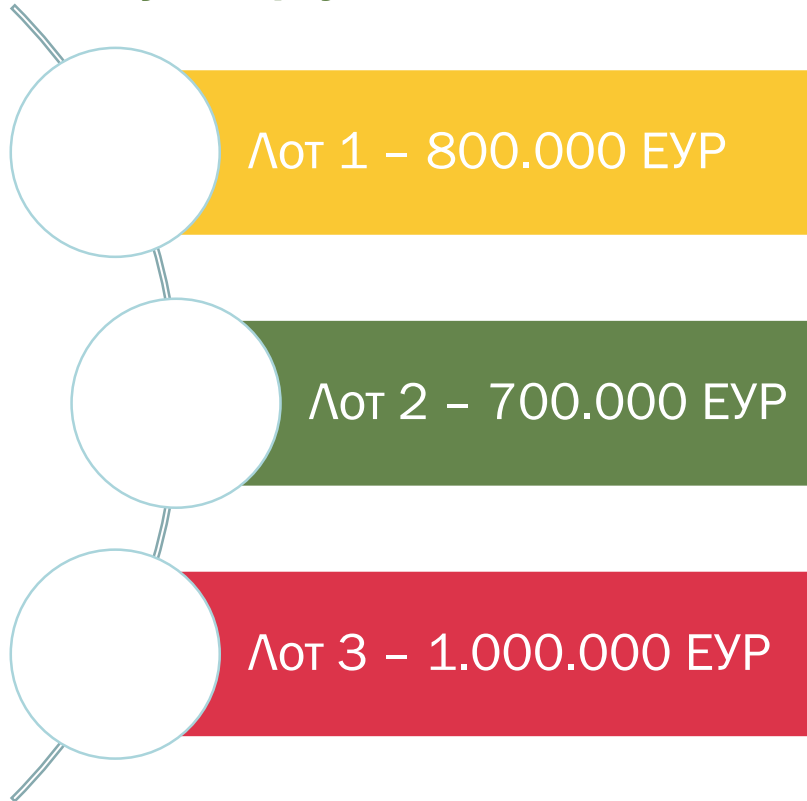 Лот 1 – 800.000 ЕУР
Лот 2 – 700.000 ЕУР
Лот 3 – 1.000.000 ЕУР